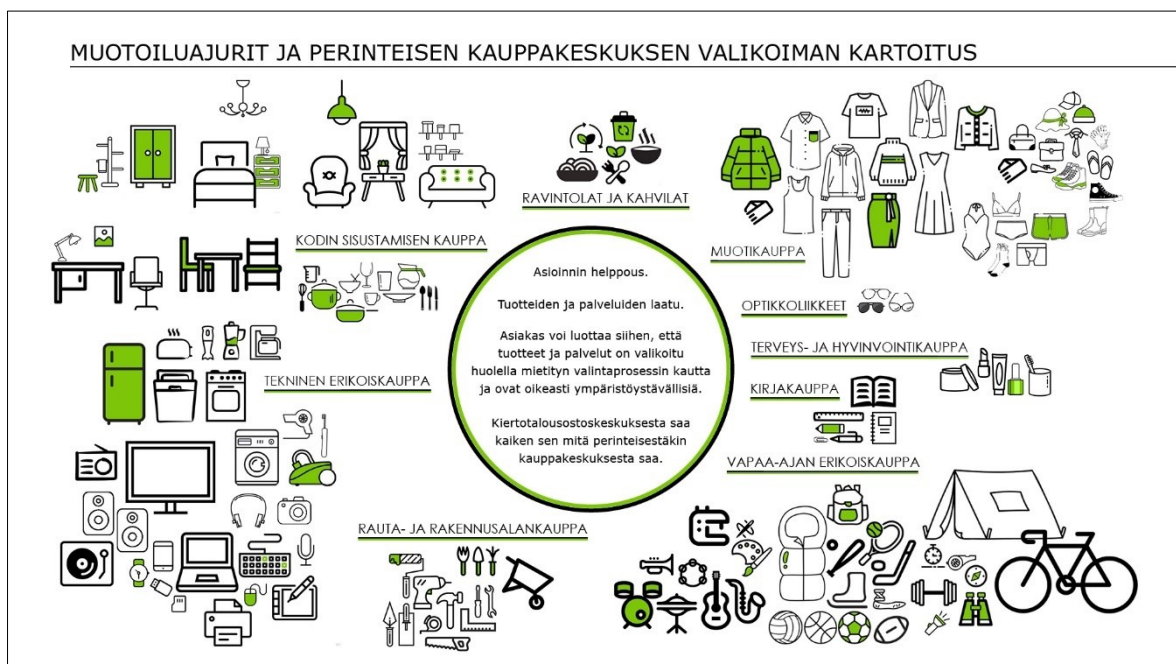 MUOTOILUAJURIT JA PERINTEISEN KAUPPAKESKUKSEN VALIKOIMAN KARTOITUS
RAVINTOLAT JA KAHVILAT
KODIN SISUSTAMISEN KAUPPA
MUOTIKAUPPA
OPTIKKOLIIKKEET
TERVEYS- JA HYVINVOINTIKAUPPA
TEKNINEN ERIKOISKAUPPA
KIRJAKAUPPA
VAPAA-AJAN ERIKOISKAUPPA
RAUTA- JA RAKENNUSALANKAUPPA
Asioinnin helppous.
Tuotteiden ja palveluiden laatu.
Asiakas voi luottaa siihen, että
tuotteet ja palvelut on valikoitu
huolella mietityn valintaprosessin kautta
ja ovat oikeasti ympäristöystävällisiä.
Kiertotalousostoskeskuksesta saa
kaiken sen mitä perinteisestäkin
kauppakeskuksesta saa.